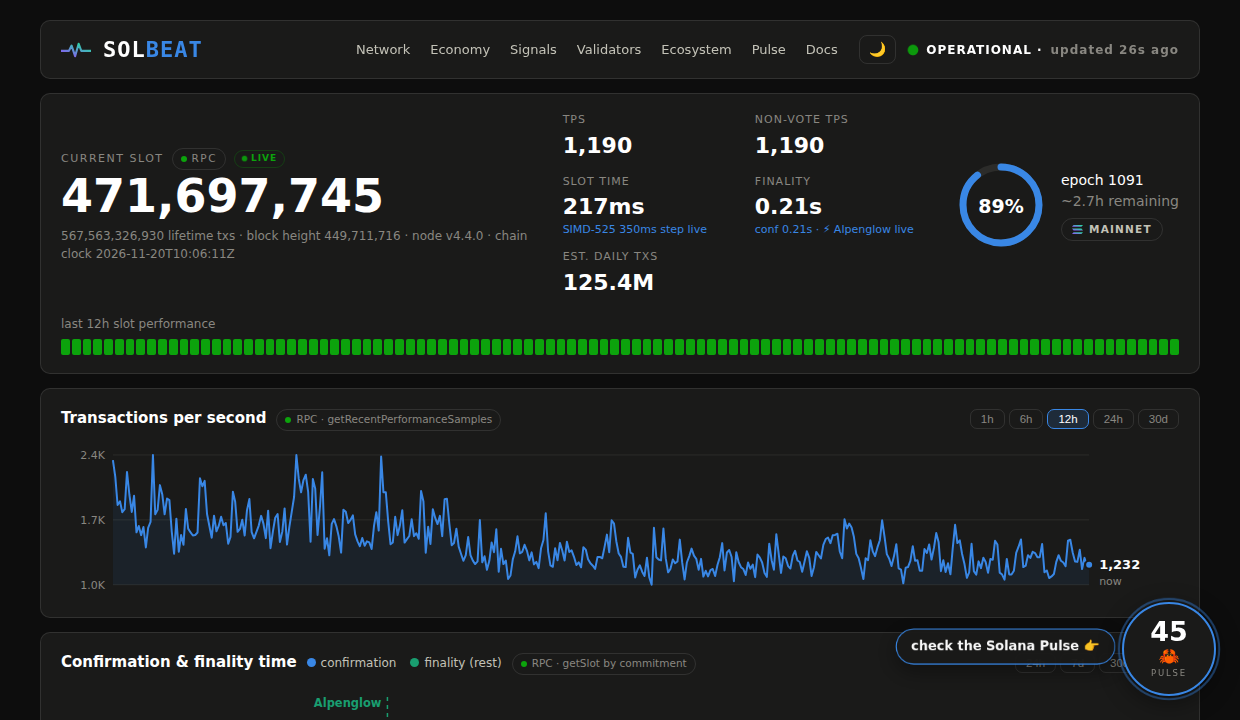 SOLBEAT
Network Economy Signals Validators Ecosystem Pulse Docs
OPERATIONAL · updated 26s ago
CURRENT SLOT RPC LIVE
471,697,745
567,563,326,930 lifetime txs · block height 449,711,716 · node v4.4.0 · chain
clock 2026-11-20T10:06:11Z
TPS
1,190
NON-VOTE TPS
1,190
SLOT TIME
217ms
SIMD-525 350ms step live
FINALITY
0.21s
conf 0.21s · ⚡ Alpenglow live
EST. DAILY TXS
125.4M
89%
epoch 1091
~2.7h remaining
MAINNET
last 12h slot performance
Transactions per second RPC · getRecentPerformanceSamples
1h 6h 12h 24h 30d
2.4K
1.7K
1.0K
1,232
now
Confirmation & finality time confirmation finality (rest) RPC · getSlot by commitment
Alpenglow
check the Solana Pulse 👉
45
PULSE